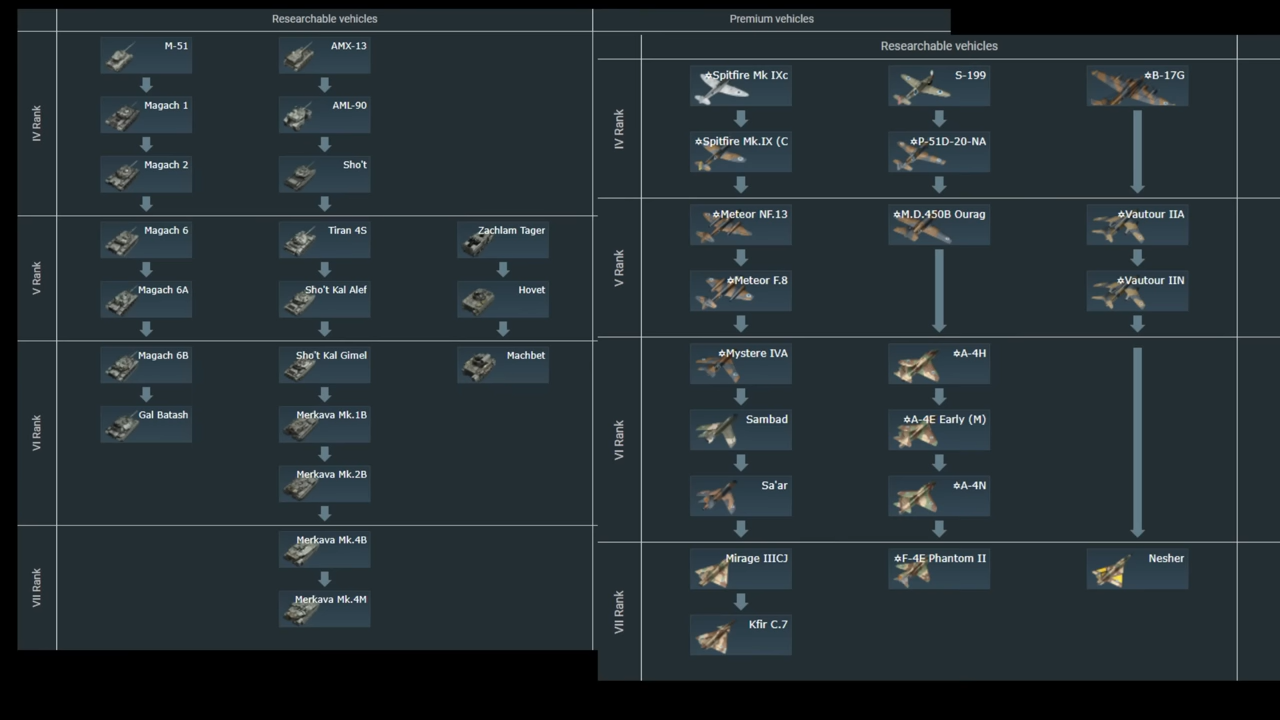 Researchable vehicles
Premium vehicles
IV Rank
M-51
AMX-13
Magach 1
AML-90
Magach 2
Sho't
V Rank
Magach 6
Tiran 4S
Zachlam Tager
Magach 6A
Sho't Kal Alef
Hovet
VI Rank
Magach 6B
Sho't Kal Gimel
Machbet
Gal Batash
Merkava Mk.1B
Merkava Mk.2B
VII Rank
Merkava Mk.4B
Merkava Mk.4M
Researchable vehicles
IV Rank
✡Spitfire Mk IXc
S-199
✡B-17G
✡Spitfire Mk.IX (C
✡P-51D-20-NA
V Rank
✡Meteor NF.13
✡M.D.450B Ourag
✡Vautour IIA
✡Meteor F.8
✡Vautour IIN
VI Rank
✡Mystere IVA
✡A-4H
Sambad
✡A-4E Early (M)
Sa'ar
✡A-4N
VII Rank
Mirage IIICJ
✡F-4E Phantom II
Nesher
Kfir C.7